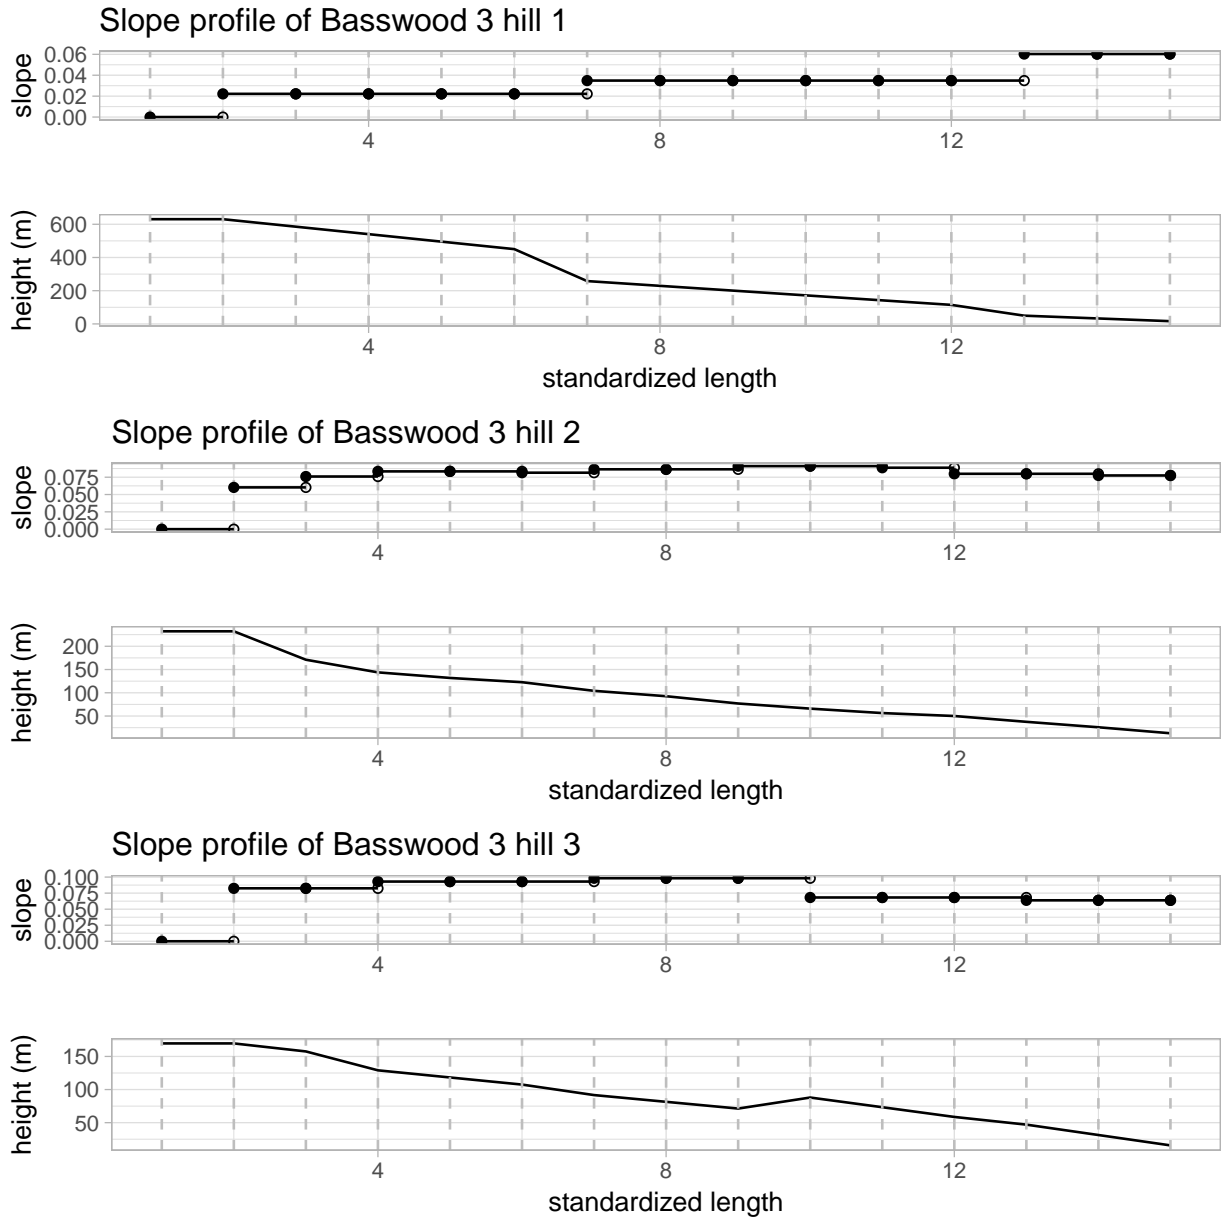 Slope profile of Basswood 3 hill 1
slope
0.06
0.04
0.02
0.00
4 8 12
height (m)
600
400
200
0
4 8 12
standardized length
Slope profile of Basswood 3 hill 2
slope
0.075
0.050
0.025
0.000
4 8 12
height (m)
200
150
100
50
4 8 12
standardized length
Slope profile of Basswood 3 hill 3
slope
0.100
0.075
0.050
0.025
0.000
4 8 12
height (m)
150
100
50
4 8 12
standardized length